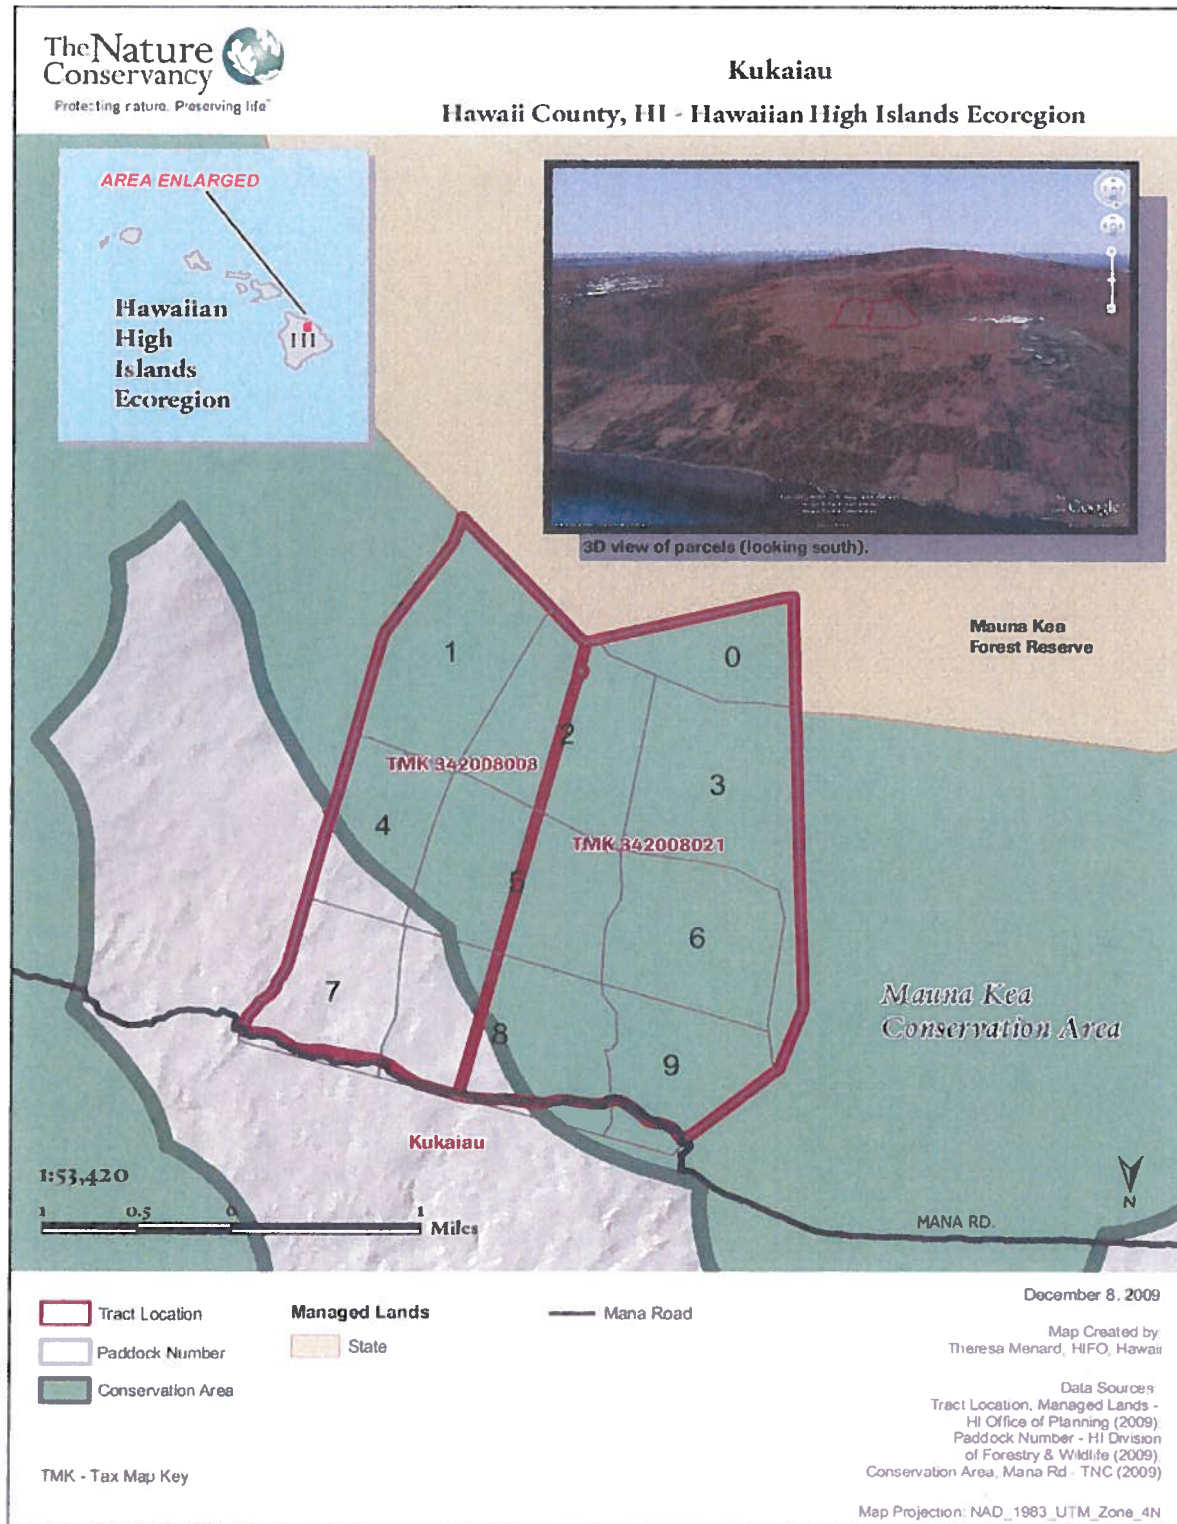 The Nature
Conservancy
Protecting nature. Preserving life™
Kukaiau
Hawaii County, HI - Hawaiian High Islands Ecoregion
AREA ENLARGED
Hawaiian
High
Islands
Ecoregion
HI
Google
3D view of parcels (looking south).
Mauna Kea
Forest Reserve
1
0
2
TMK 342008008
3
4
TMK 342008021
5
6
7
Mauna Kea
Conservation Area
8
9
Kukaiau
1:53,420
1 0.5 0 1
Miles
N
MANA RD.
Tract Location
Paddock Number
Conservation Area
Managed Lands
State
Mana Road
TMK - Tax Map Key
December 8, 2009
Map Created by:
Theresa Menard, HIFO, Hawaii
Data Sources:
Tract Location, Managed Lands -
HI Office of Planning (2009);
Paddock Number - HI Division
of Forestry & Wildlife (2009);
Conservation Area, Mana Rd - TNC (2009)
Map Projection: NAD_1983_UTM_Zone_4N